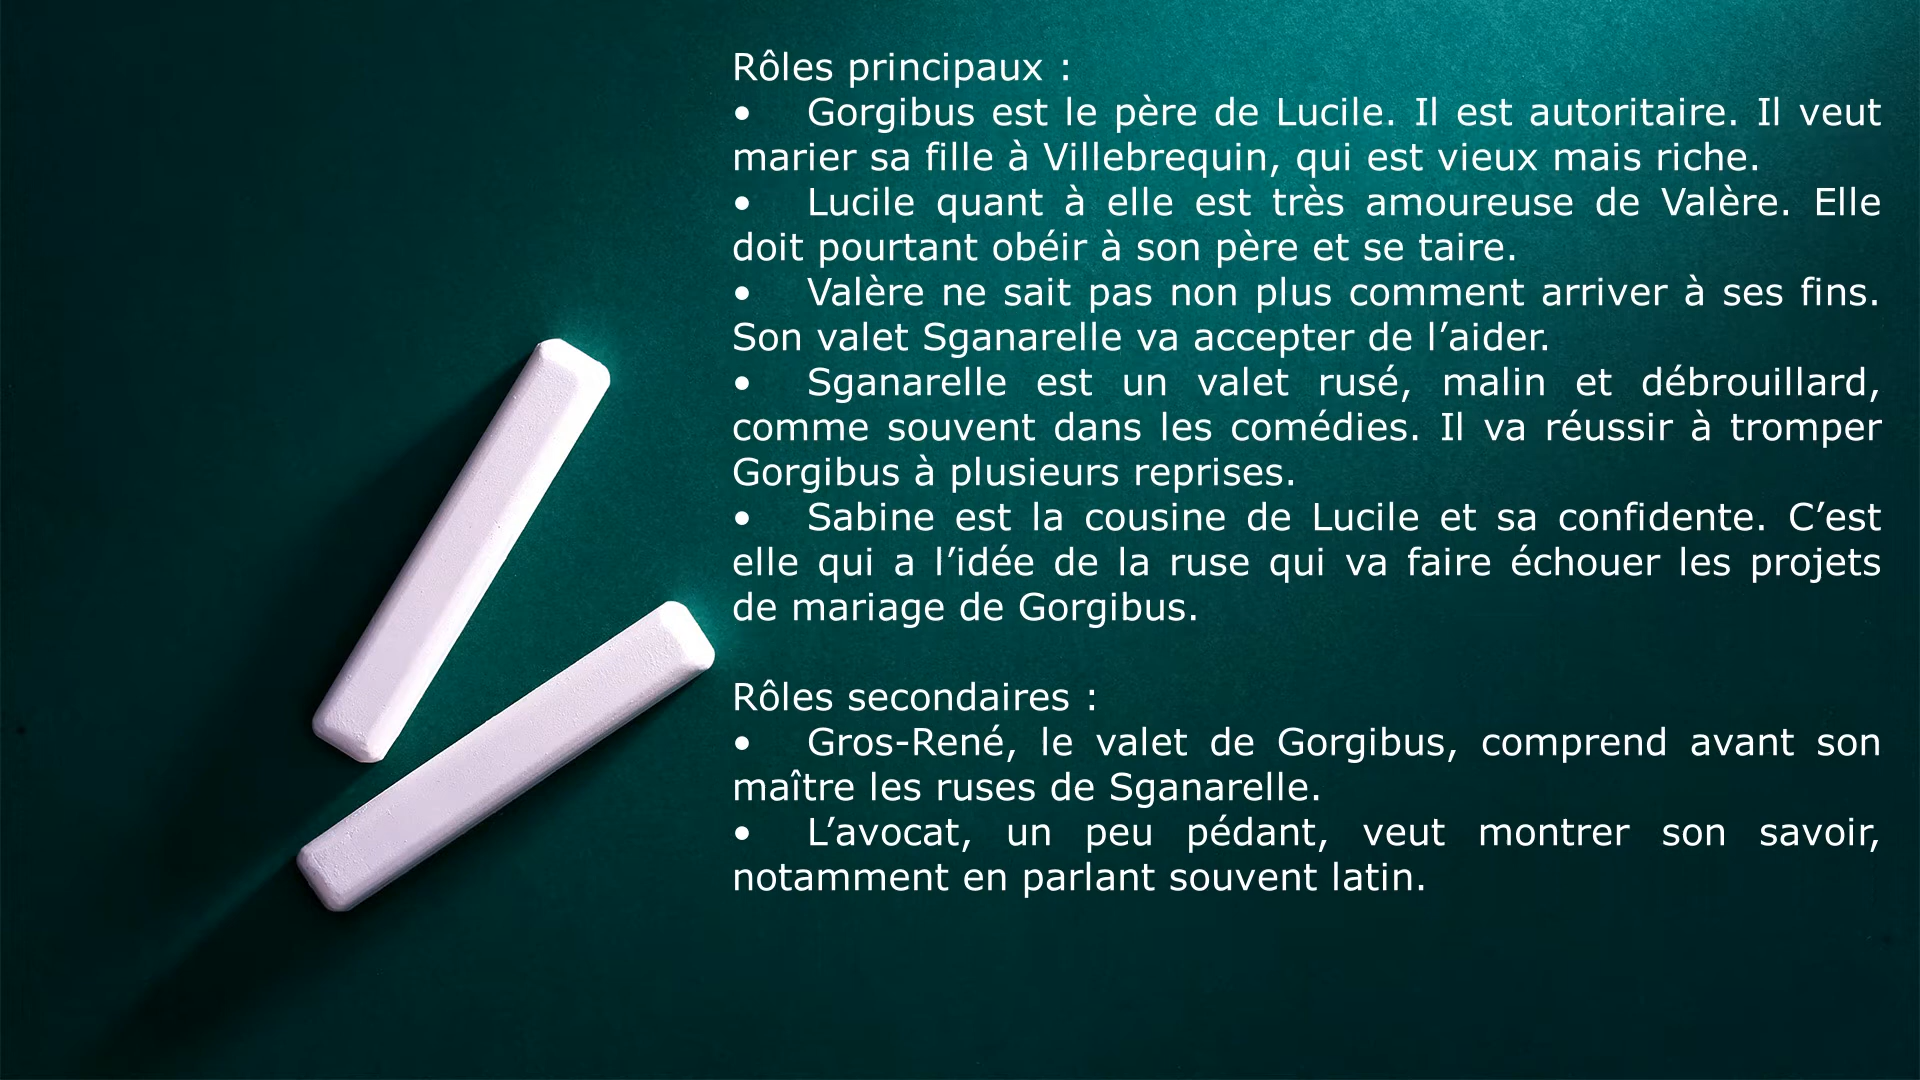 Rôles principaux :
• Gorgibus est le père de Lucile. Il est autoritaire. Il veut
marier sa fille à Villebrequin, qui est vieux mais riche.
• Lucile quant à elle est très amoureuse de Valère. Elle
doit pourtant obéir à son père et se taire.
• Valère ne sait pas non plus comment arriver à ses fins.
Son valet Sganarelle va accepter de l’aider.
• Sganarelle est un valet rusé, malin et débrouillard,
comme souvent dans les comédies. Il va réussir à tromper
Gorgibus à plusieurs reprises.
• Sabine est la cousine de Lucile et sa confidente. C’est
elle qui a l’idée de la ruse qui va faire échouer les projets
de mariage de Gorgibus.
Rôles secondaires :
• Gros-René, le valet de Gorgibus, comprend avant son
maître les ruses de Sganarelle.
• L’avocat, un peu pédant, veut montrer son savoir,
notamment en parlant souvent latin.